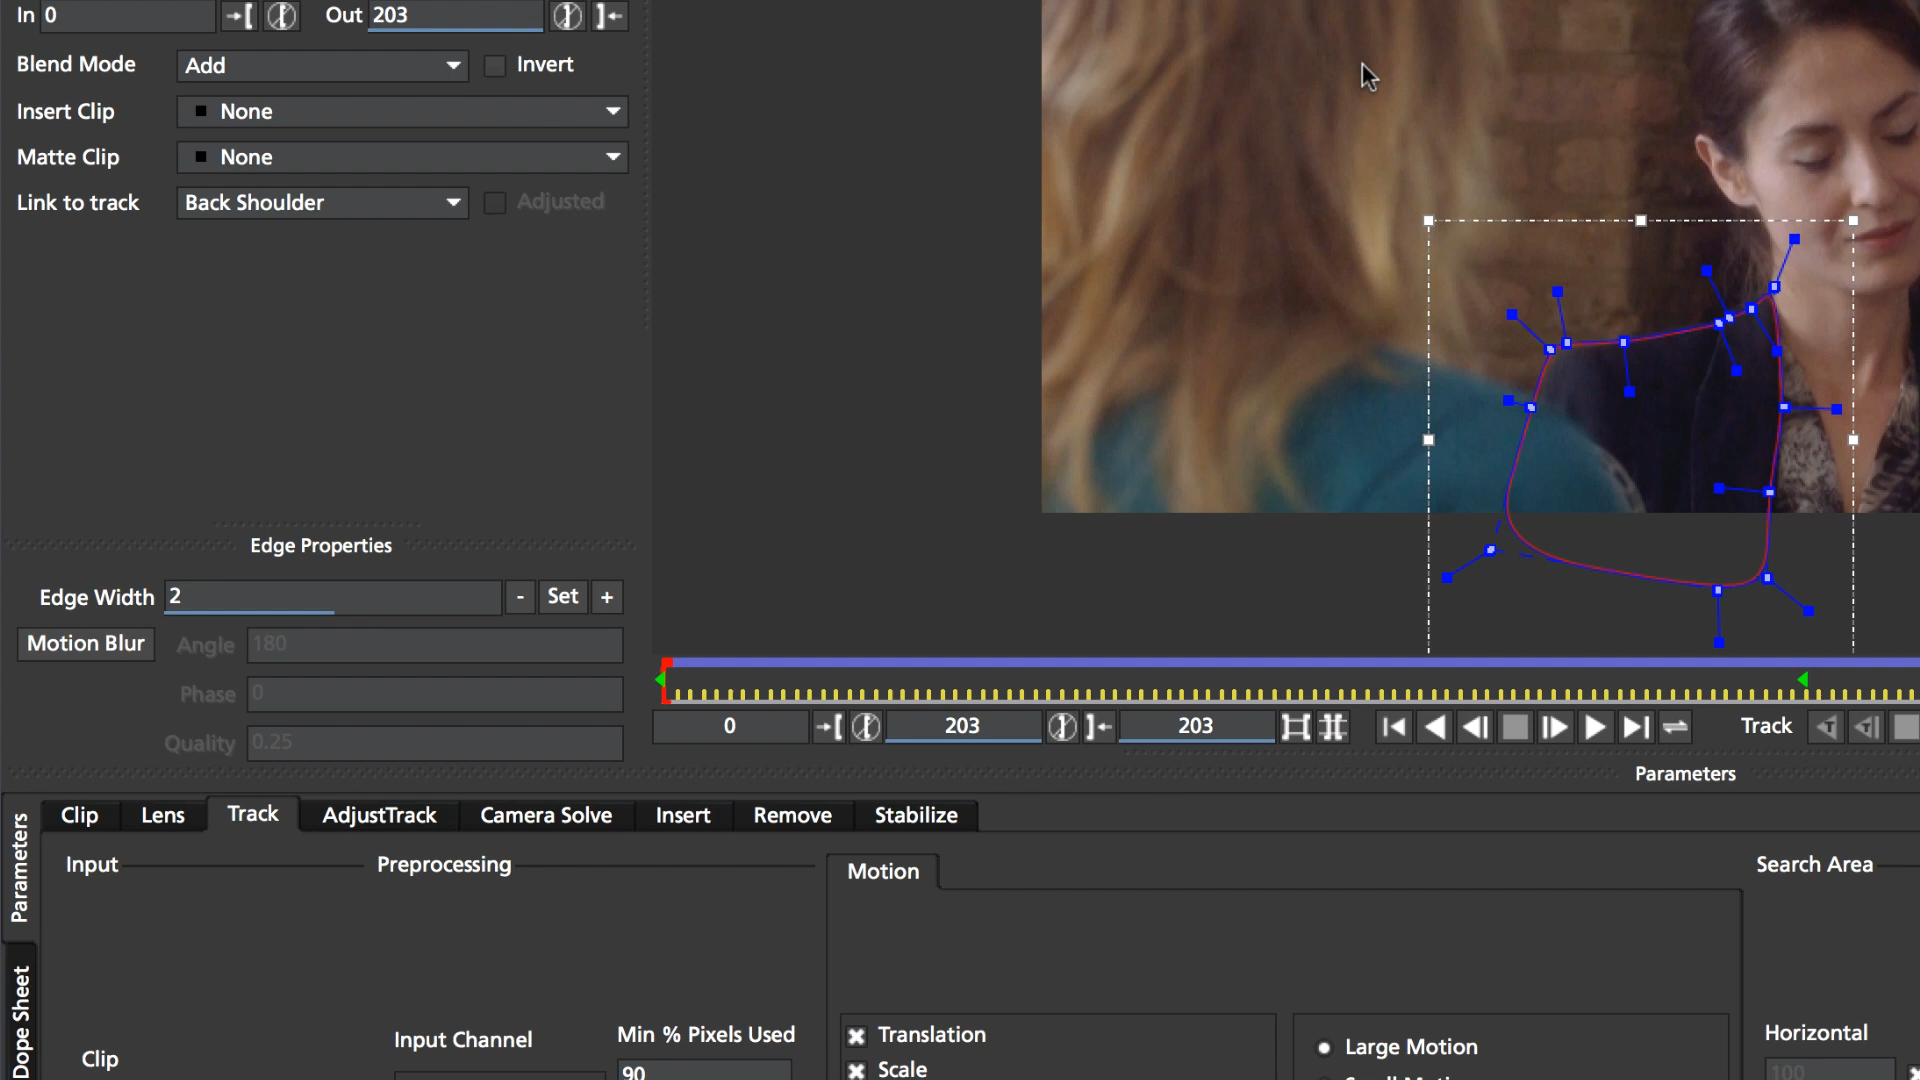 In 0 Out 203
Blend Mode Add Invert
Insert Clip None
Matte Clip None
Link to track Back Shoulder Adjusted
Edge Properties
Edge Width 2 - Set +
Motion Blur Angle 180
Phase 0
Quality 0.25
0 203 203 Track
Parameters
Parameters
Dope Sheet
Clip Lens Track AdjustTrack Camera Solve Insert Remove Stabilize
Input Preprocessing Motion Search Area
Clip Input Channel Min % Pixels Used
90
Translation
Scale
Large Motion
Horizontal
100